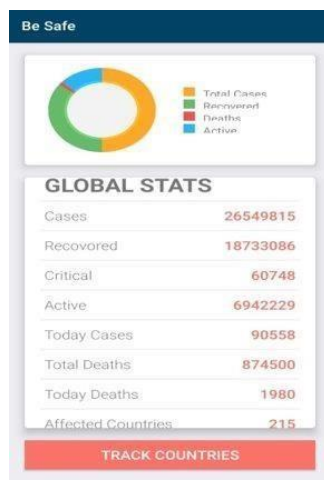 Be Safe
Total Cases
Recovered
Deaths
Active
GLOBAL STATS
Cases 26549815
Recovored 18733086
Critical 60748
Active 6942229
Today Cases 90558
Total Deaths 874500
Today Deaths 1980
Affected Countries 215
TRACK COUNTRIES